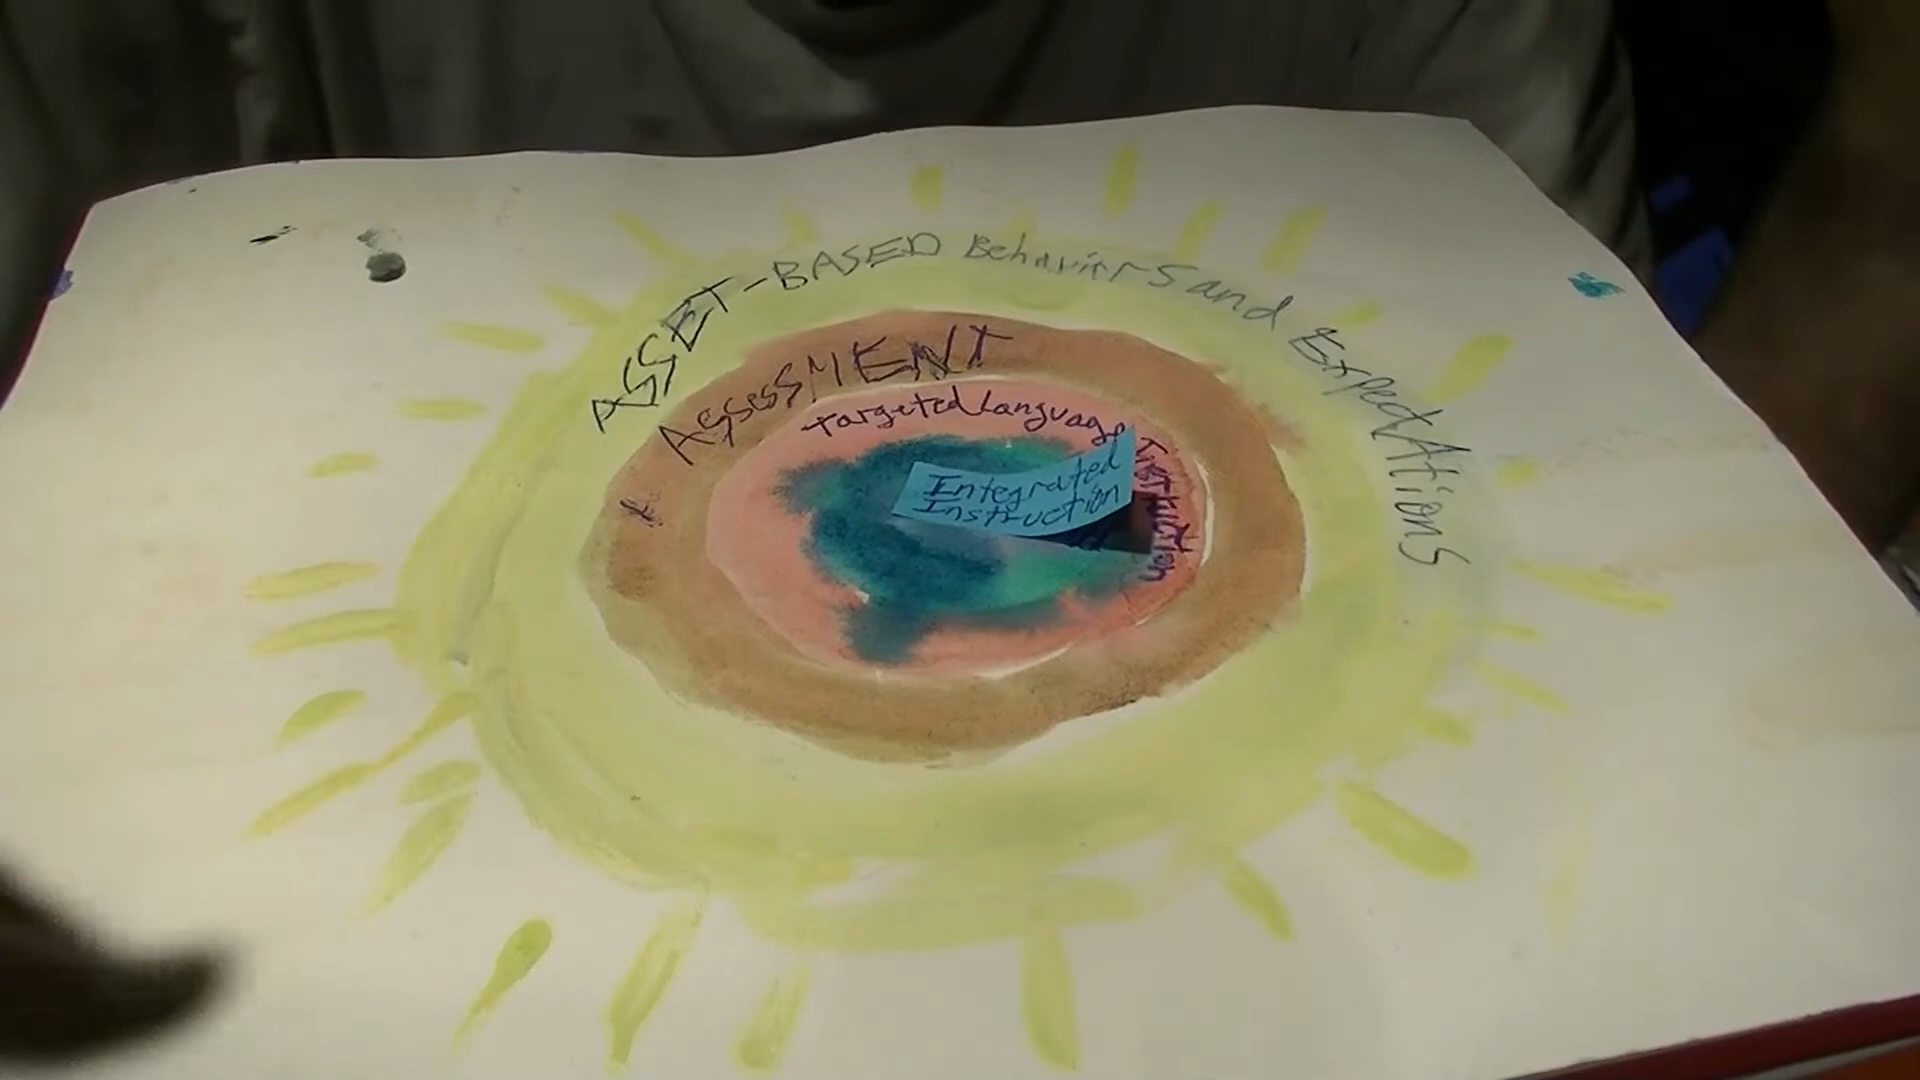 ASSET-BASED Behaviors and ExpectAtions
AssessMENT
targeted Language Instruction
Integrated
Instruction